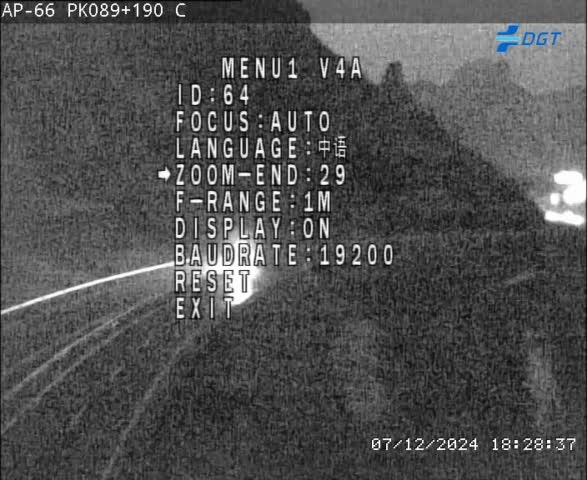 AP-66 PK089+190 C
DGT
MENU1 V4A
ID:64
FOCUS:AUTO
LANGUAGE:中语
ZOOM-END:29
F-RANGE:1M
DISPLAY:ON
BAUDRATE:19200
RESET
EXIT
07/12/2024 18:28:37